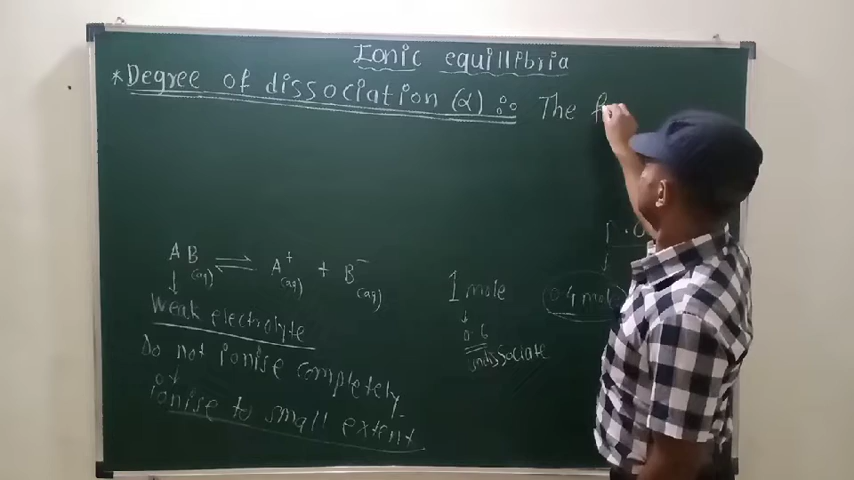 Ionic equilibria
*Degree of dissociation (α) :: The f
AB (aq) ⇌ A+ (aq) + B- (aq)
↓
Weak electrolyte
Do not ionise completely
↓
ionise to small extent
1 mole
↓
0.6
undissociate
↓
0.4 mol